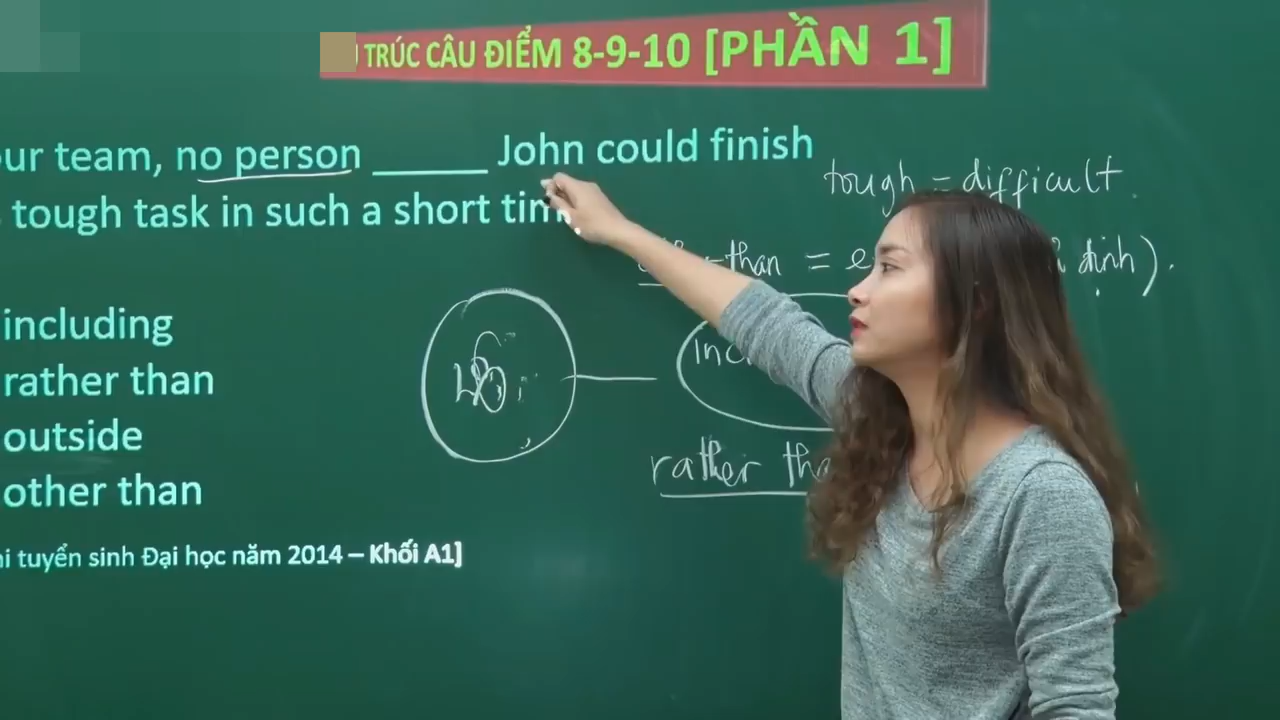 TRÚC CÂU ĐIỂM 8-9-10 [PHẦN 1]
our team, no person ______ John could finish
tough task in such a short tim
tough = difficult
-than = định).
including
rather than
outside
other than
rather
tuyển sinh Đại học năm 2014 – Khối A1]